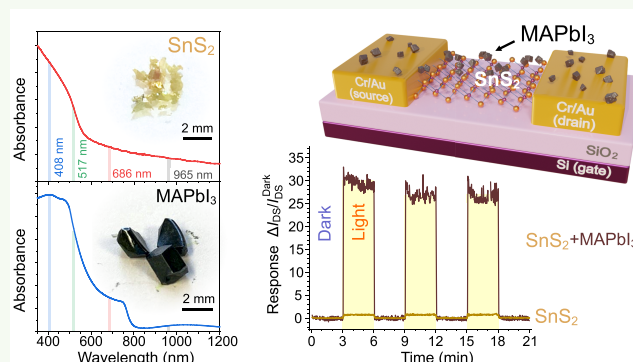 SnS2
Absorbance
2 mm
408 nm
517 nm
686 nm
965 nm
MAPbI3
Absorbance
2 mm
400 600 800 1000 1200
Wavelength (nm)
MAPbI3
SnS2
Cr/Au
(source)
Cr/Au
(drain)
SiO2
Si (gate)
Response ΔIDS/IDSDark
35
30
25
20
15
10
5
0
Dark
Light
SnS2+MAPbI3
SnS2
0 3 6 9 12 15 18 21
Time (min)